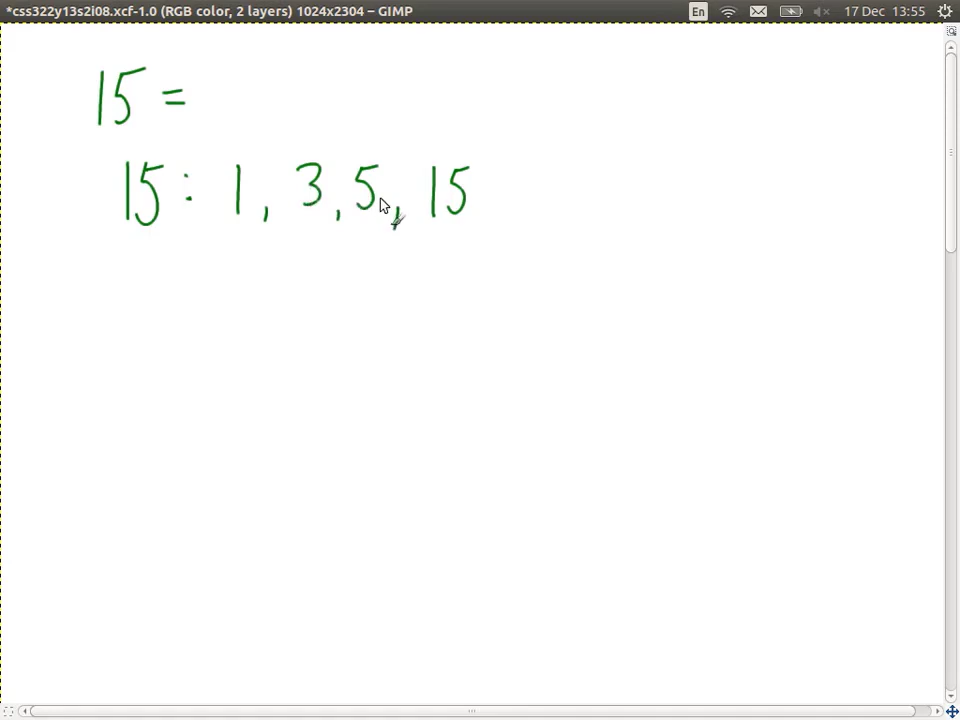 *css322y13s2i08.xcf-1.0 (RGB color, 2 layers) 1024x2304 – GIMP
En
17 Dec 13:55
15 =
15 : 1, 3, 5, 15